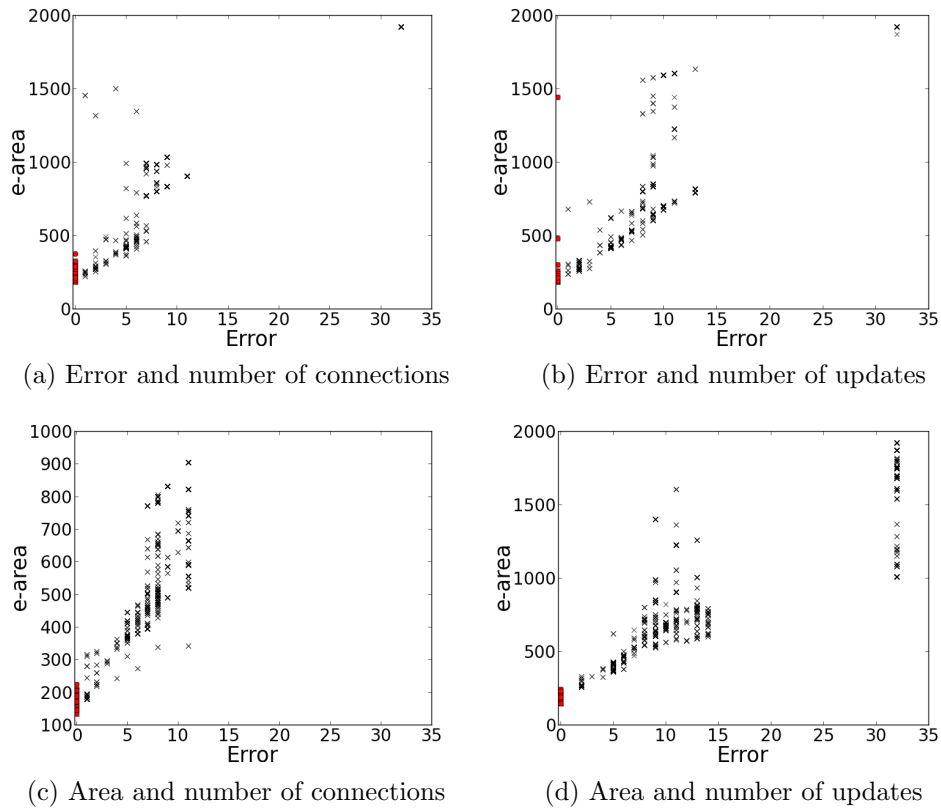 2000
1500
1000
500
0
e-area
0 5 10 15 20 25 30 35
Error
(a) Error and number of connections
2000
1500
1000
500
0
e-area
0 5 10 15 20 25 30 35
Error
(b) Error and number of updates
1000
900
800
700
600
500
400
300
200
100
e-area
0 5 10 15 20 25 30 35
Error
(c) Area and number of connections
2000
1500
1000
500
0
e-area
0 5 10 15 20 25 30 35
Error
(d) Area and number of updates